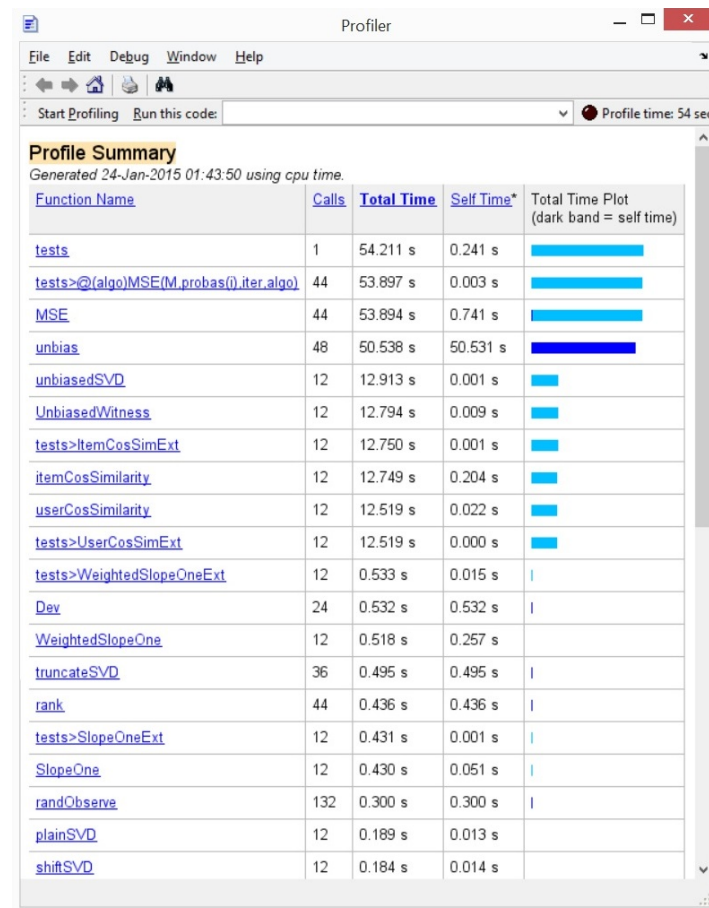 Profiler
File Edit Debug Window Help
Start Profiling Run this code: Profile time: 54 sec
Profile Summary
Generated 24-Jan-2015 01:43:50 using cpu time.
Function Name Calls Total Time Self Time* Total Time Plot
(dark band = self time)
tests 1 54.211 s 0.241 s
tests>@(algo)MSE(M,probas(i),iter,algo) 44 53.897 s 0.003 s
MSE 44 53.894 s 0.741 s
unbias 48 50.538 s 50.531 s
unbiasedSVD 12 12.913 s 0.001 s
UnbiasedWitness 12 12.794 s 0.009 s
tests>ItemCosSimExt 12 12.750 s 0.001 s
itemCosSimilarity 12 12.749 s 0.204 s
userCosSimilarity 12 12.519 s 0.022 s
tests>UserCosSimExt 12 12.519 s 0.000 s
tests>WeightedSlopeOneExt 12 0.533 s 0.015 s
Dev 24 0.532 s 0.532 s
WeightedSlopeOne 12 0.518 s 0.257 s
truncateSVD 36 0.495 s 0.495 s
rank 44 0.436 s 0.436 s
tests>SlopeOneExt 12 0.431 s 0.001 s
SlopeOne 12 0.430 s 0.051 s
randObserve 132 0.300 s 0.300 s
plainSVD 12 0.189 s 0.013 s
shiftSVD 12 0.184 s 0.014 s